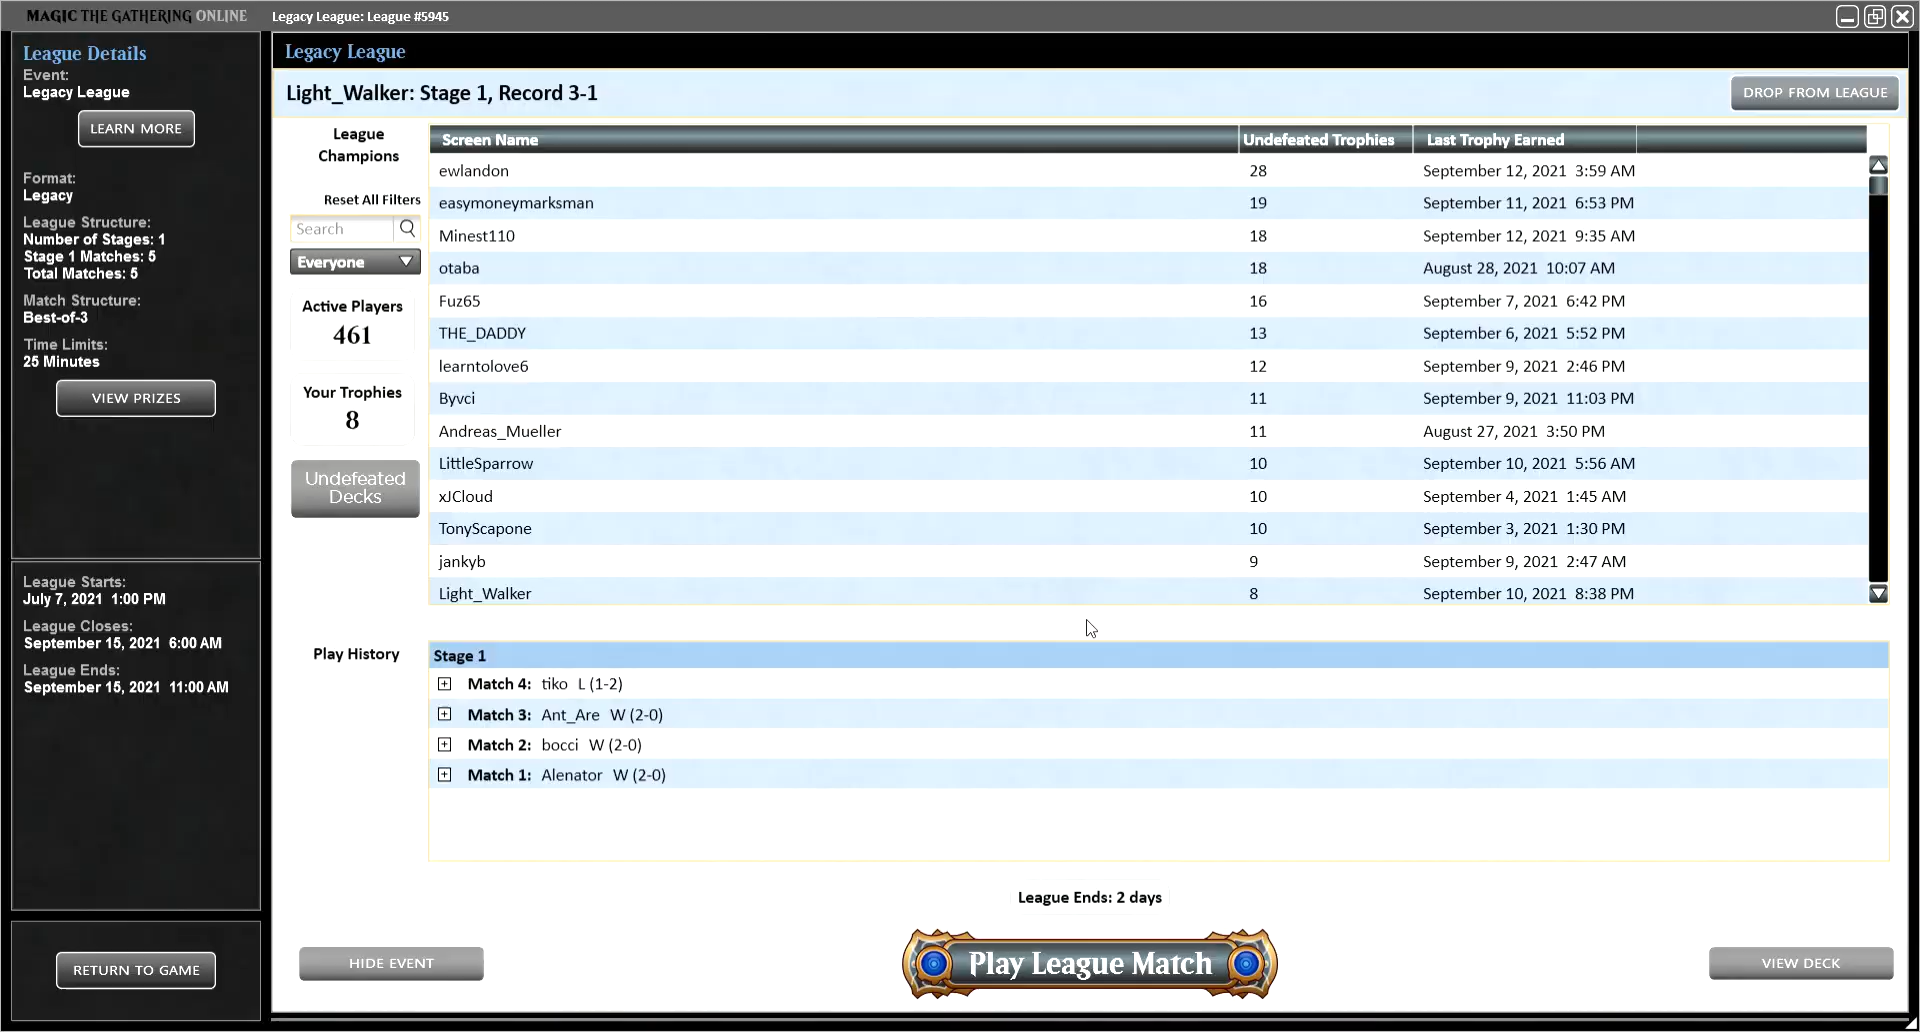 MAGIC THE GATHERING ONLINE
Legacy League: League #5945
League Details
Event:
Legacy League
LEARN MORE
Format:
Legacy
League Structure:
Number of Stages: 1
Stage 1 Matches: 5
Total Matches: 5
Match Structure:
Best-of-3
Time Limits:
25 Minutes
VIEW PRIZES
League Starts:
July 7, 2021 1:00 PM
League Closes:
September 15, 2021 6:00 AM
League Ends:
September 15, 2021 11:00 AM
RETURN TO GAME
Legacy League
Light_Walker: Stage 1, Record 3-1
DROP FROM LEAGUE
League
Champions
Reset All Filters
Search
Everyone
Active Players
461
Your Trophies
8
Undefeated
Decks
Screen Name Undefeated Trophies Last Trophy Earned
ewlandon 28 September 12, 2021 3:59 AM
easymoneymarksman 19 September 11, 2021 6:53 PM
Minest110 18 September 12, 2021 9:35 AM
otaba 18 August 28, 2021 10:07 AM
Fuz65 16 September 7, 2021 6:42 PM
THE_DADDY 13 September 6, 2021 5:52 PM
learntolove6 12 September 9, 2021 2:46 PM
Byvci 11 September 9, 2021 11:03 PM
Andreas_Mueller 11 August 27, 2021 3:50 PM
LittleSparrow 10 September 10, 2021 5:56 AM
xJCloud 10 September 4, 2021 1:45 AM
TonyScapone 10 September 3, 2021 1:30 PM
jankyb 9 September 9, 2021 2:47 AM
Light_Walker 8 September 10, 2021 8:38 PM
Play History
Stage 1
Match 4: tiko L (1-2)
Match 3: Ant_Are W (2-0)
Match 2: bocci W (2-0)
Match 1: Alenator W (2-0)
League Ends: 2 days
HIDE EVENT
Play League Match
VIEW DECK